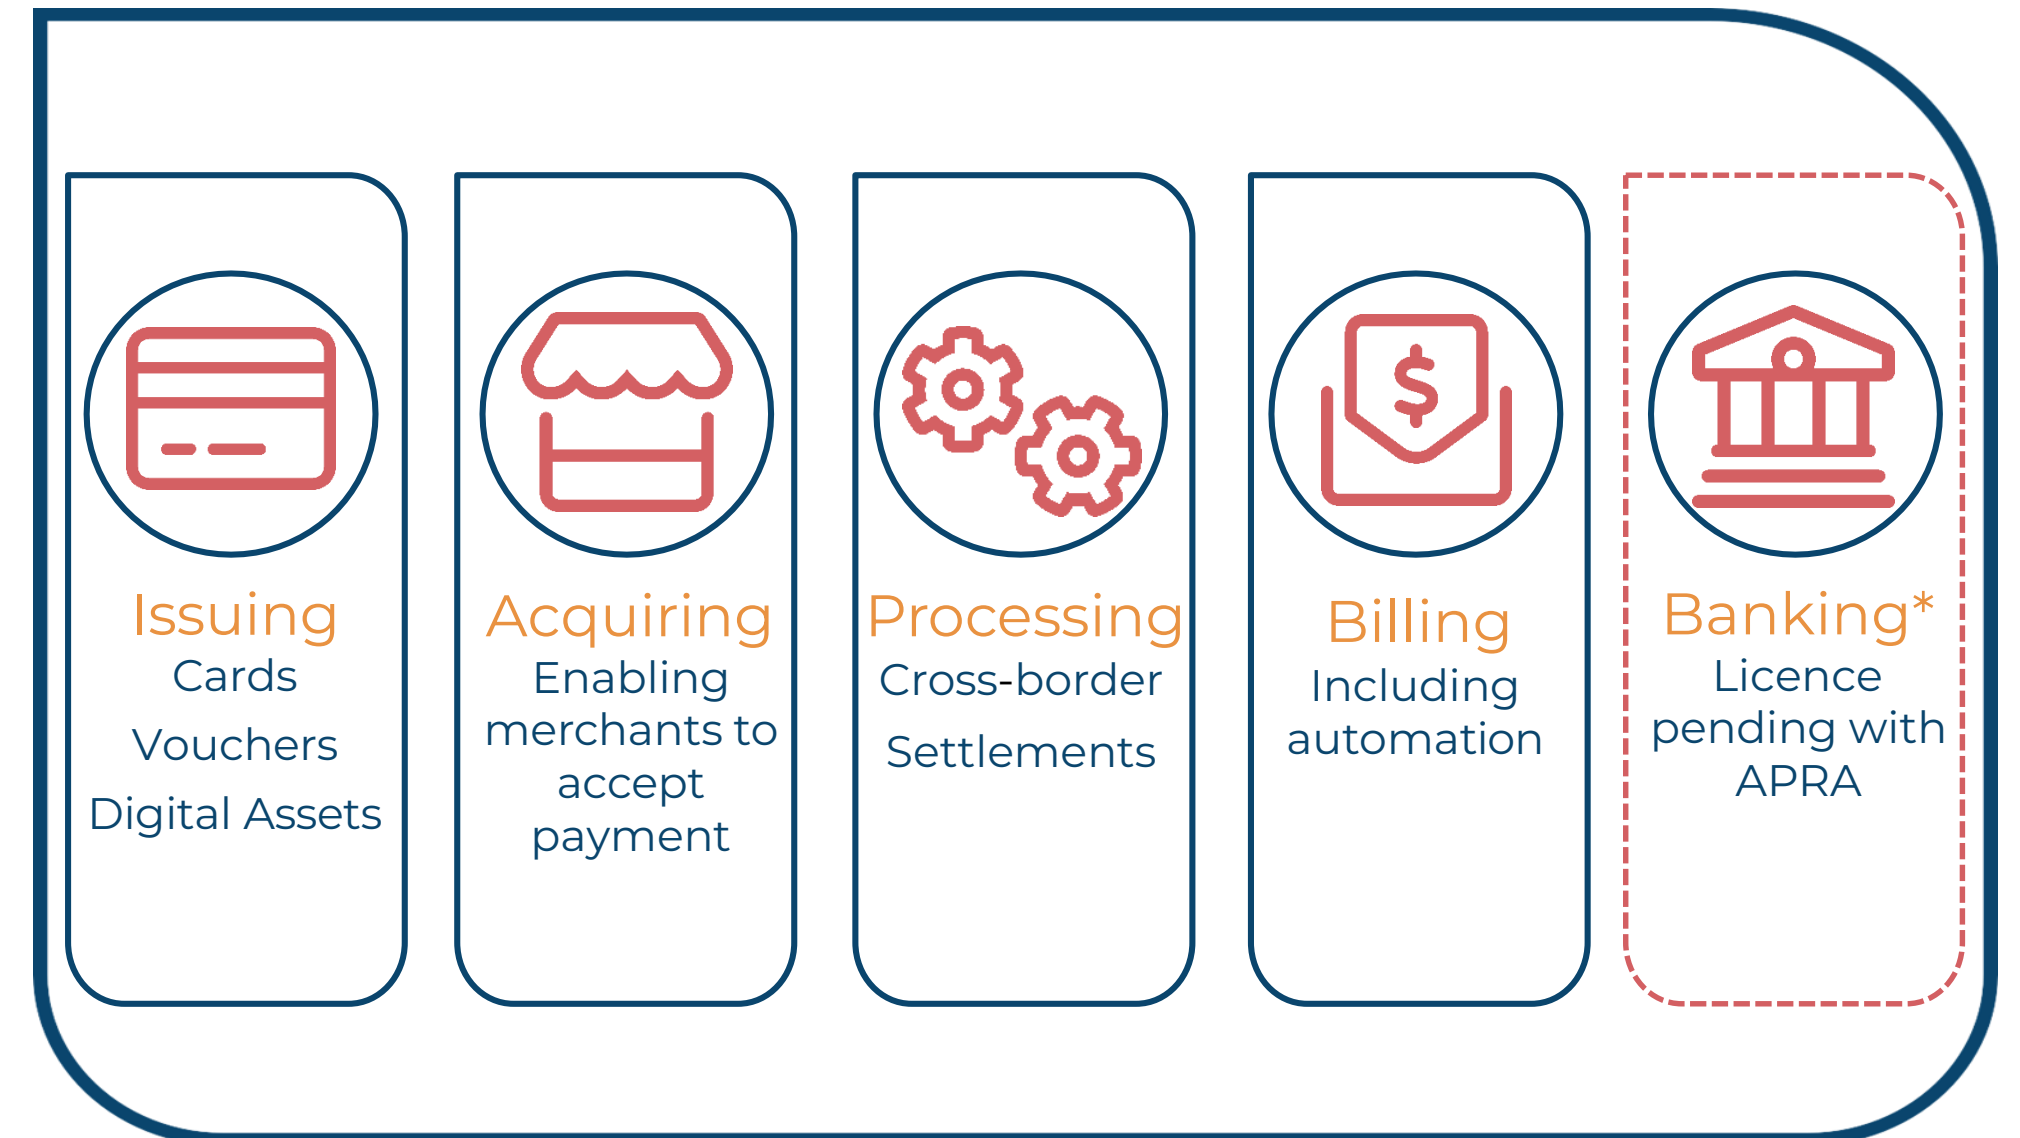 Issuing
Cards
Vouchers
Digital Assets
Acquiring
Enabling
merchants to
accept
payment
Processing
Cross-border
Settlements
$
Billing
Including
automation
Banking*
Licence
pending with
APRA